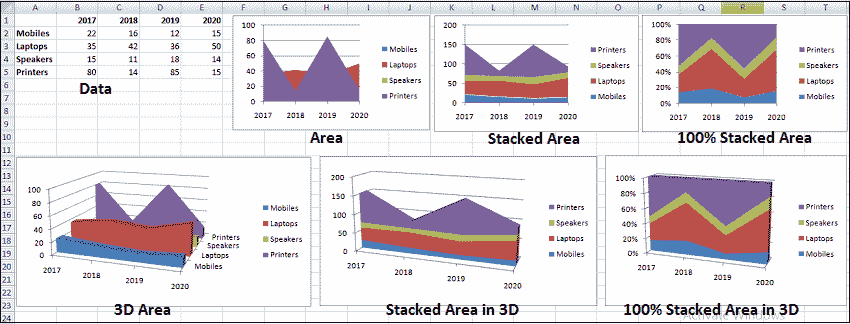 A B C D E F G H I J K L M N O P Q R S T
1 2017 2018 2019 2020
2 Mobiles 22 16 12 15
3 Laptops 35 42 36 50
4 Speakers 15 11 18 14
5 Printers 80 14 85 15
6
7 Data
8
9
10
11
12
13
14
15
16
17
18
19
20
21
22
23
24
100
80
60
40
20
0
2017 2018 2019 2020
Mobiles
Laptops
Speakers
Printers
Area
200
150
100
50
0
2017 2018 2019 2020
Printers
Speakers
Laptops
Mobiles
Stacked Area
100%
80%
60%
40%
20%
0%
2017 2018 2019 2020
Printers
Speakers
Laptops
Mobiles
100% Stacked Area
100
80
60
40
20
0
2017 2018 2019 2020
Printers
Speakers
Laptops
Mobiles
Mobiles
Laptops
Speakers
Printers
3D Area
200
150
100
50
0
2017 2018 2019 2020
Printers
Speakers
Laptops
Mobiles
Stacked Area in 3D
100%
80%
60%
40%
20%
0%
2017 2018 2019 2020
Printers
Speakers
Laptops
Mobiles
100% Stacked Area in 3D
Activate Windows